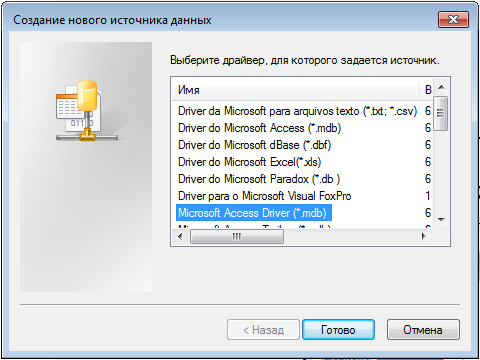 Создание нового источника данных
Выберите драйвер, для которого задается источник.
Имя В
Driver da Microsoft para arquivos texto (*.txt; *.csv) 6
Driver do Microsoft Access (*.mdb) 6
Driver do Microsoft dBase (*.dbf) 6
Driver do Microsoft Excel(*.xls) 6
Driver do Microsoft Paradox (*.db ) 6
Driver para o Microsoft Visual FoxPro 1
Microsoft Access Driver (*.mdb) 6
< Назад Готово Отмена